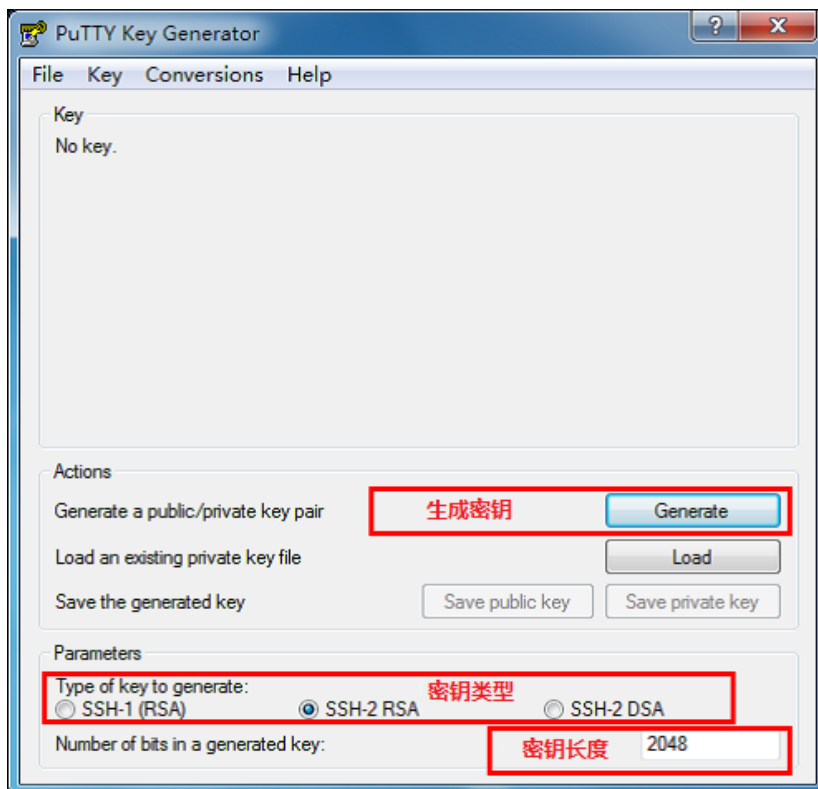 PuTTY Key Generator
File Key Conversions Help
Key
No key.
Actions
Generate a public/private key pair 生成密钥 Generate
Load an existing private key file Load
Save the generated key Save public key Save private key
Parameters
Type of key to generate: 密钥类型
SSH-1 (RSA) SSH-2 RSA SSH-2 DSA
Number of bits in a generated key: 密钥长度 2048